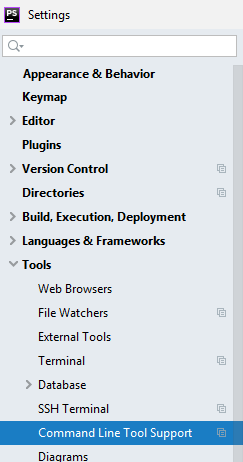 PS Settings
Appearance & Behavior
Keymap
Editor
Plugins
Version Control
Directories
Build, Execution, Deployment
Languages & Frameworks
Tools
Web Browsers
File Watchers
External Tools
Terminal
Database
SSH Terminal
Command Line Tool Support
Diagrams